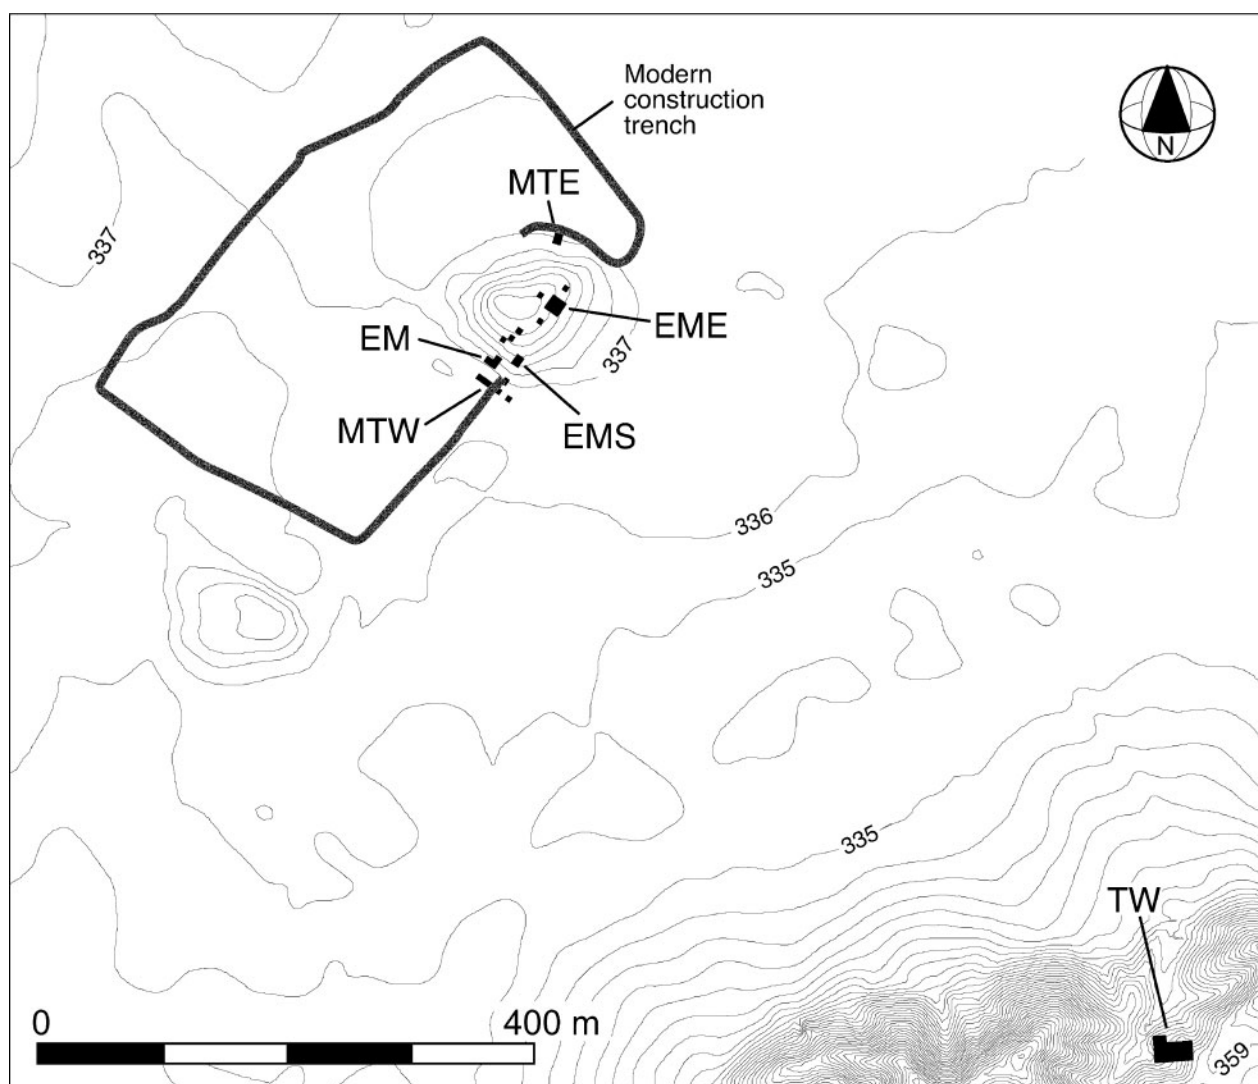 Modern
construction
trench
N
MTE
337
EME
EM
337
MTW
EMS
336
335
335
TW
0
400 m
359